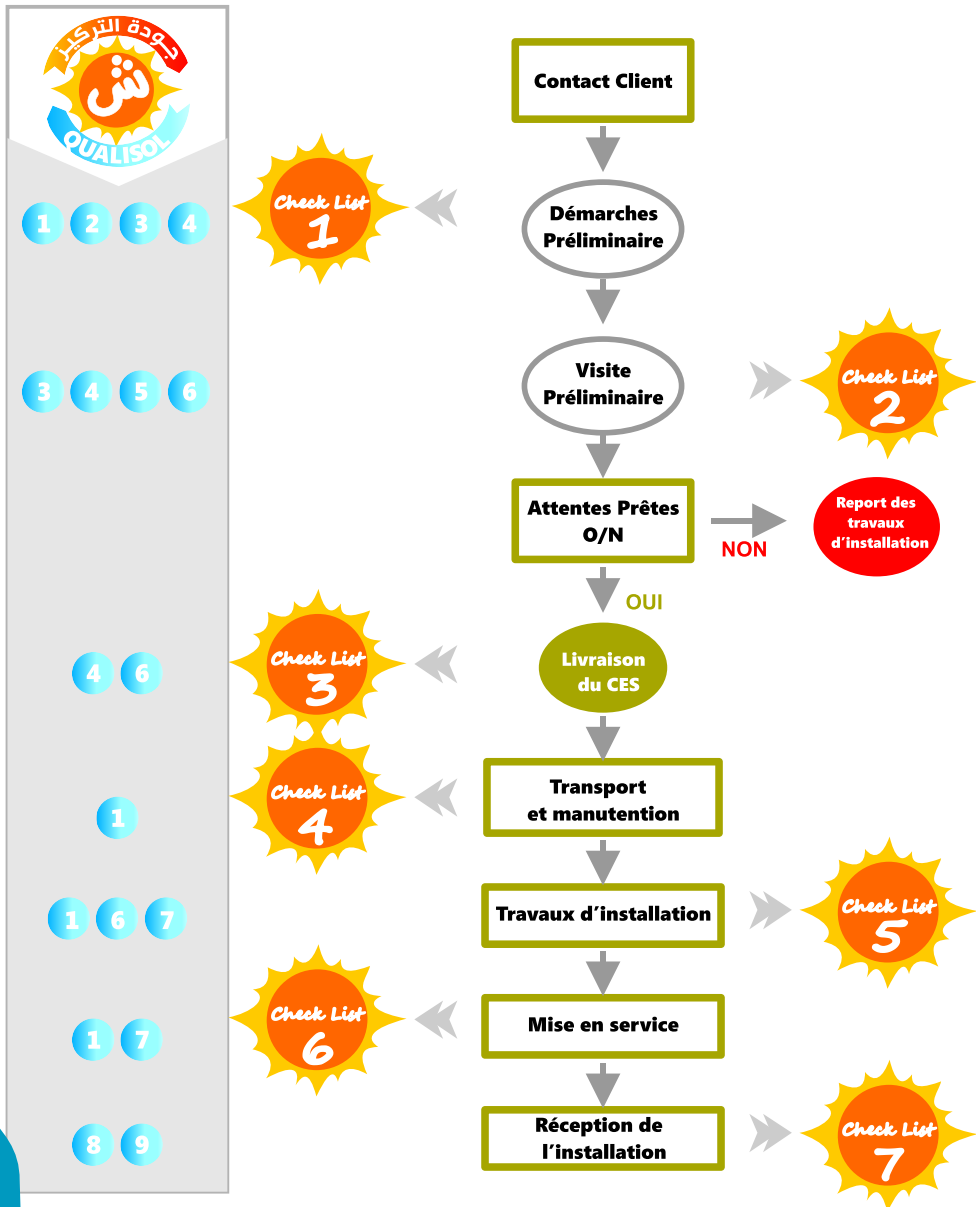 جودة التركيز
ش
QUALISOL
Contact Client
1 2 3 4
Check List
1
Démarches
Préliminaire
3 4 5 6
Visite
Préliminaire
Check List
2
Attentes Prêtes
O/N
NON
Report des
travaux
d’installation
OUI
4 6
Check List
3
Livraison
du CES
1
Check List
4
Transport
et manutention
1 6 7
Travaux d’installation
Check List
5
1 7
Check List
6
Mise en service
8 9
Réception de
l’installation
Check List
7